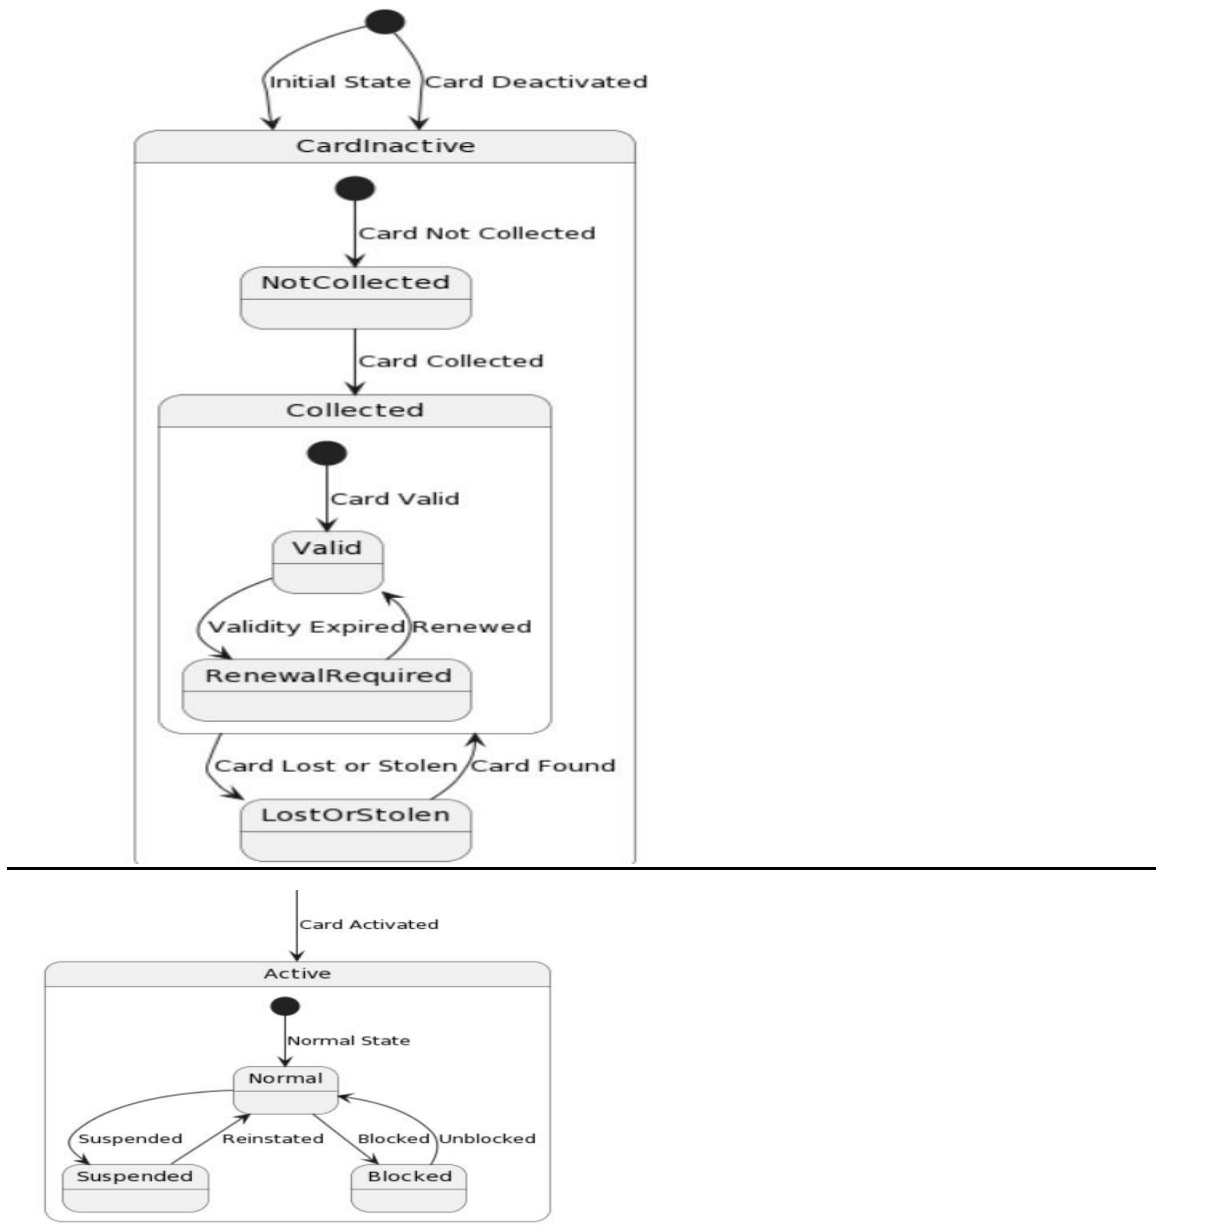 Initial State
Card Deactivated
CardInactive
Card Not Collected
NotCollected
Card Collected
Collected
Card Valid
Valid
Validity Expired
Renewed
RenewalRequired
Card Lost or Stolen
Card Found
LostOrStolen
Card Activated
Active
Normal State
Normal
Suspended
Reinstated
Blocked
Unblocked
Suspended
Blocked